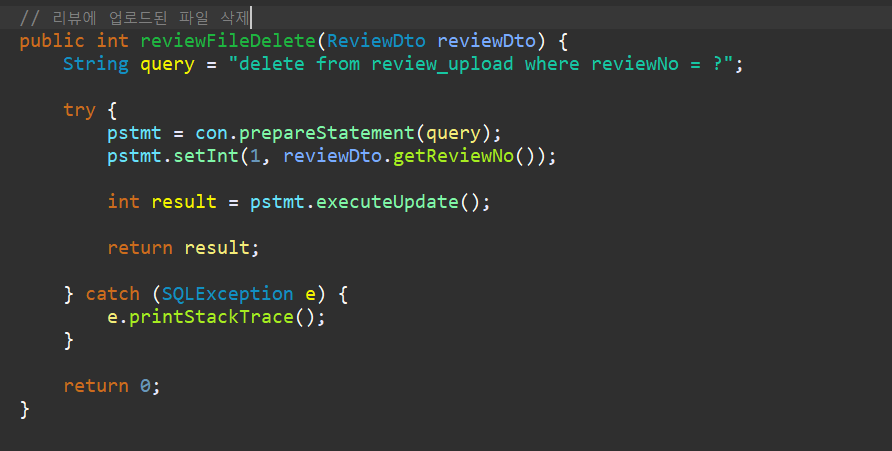 // 리뷰에 업로드된 파일 삭제
public int reviewFileDelete(ReviewDto reviewDto) {
String query = "delete from review_upload where reviewNo = ?";
try {
pstmt = con.prepareStatement(query);
pstmt.setInt(1, reviewDto.getReviewNo());
int result = pstmt.executeUpdate();
return result;
} catch (SQLException e) {
e.printStackTrace();
}
return 0;
}